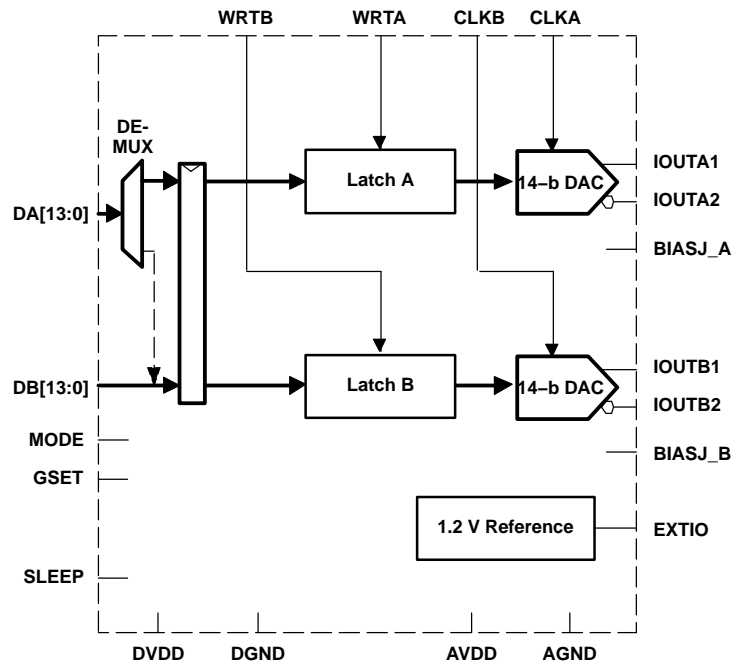 WRTB WRTA CLKB CLKA
DE-
MUX
IOUTA1
Latch A
14–b DAC
IOUTA2
DA[13:0]
BIASJ_A
IOUTB1
DB[13:0]
Latch B
14–b DAC
IOUTB2
MODE
BIASJ_B
GSET
1.2 V Reference
EXTIO
SLEEP
DVDD DGND AVDD AGND